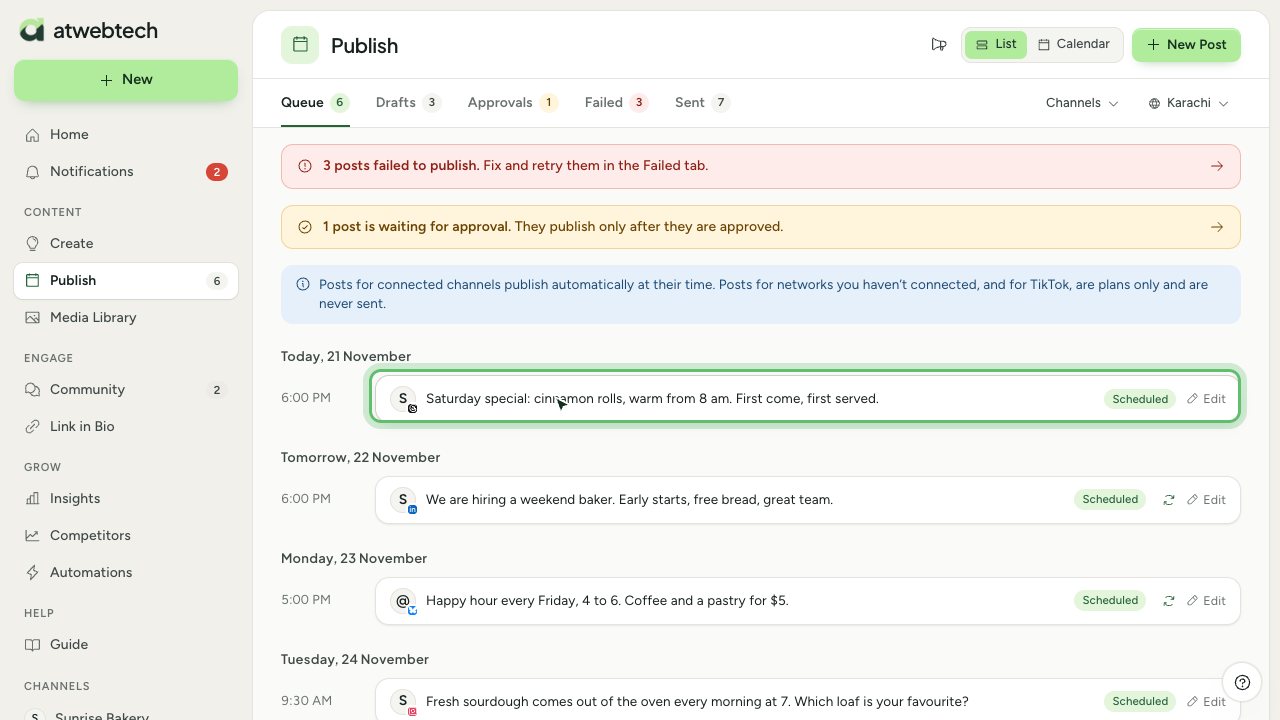 atwebtech
New
Home
Notifications 2
CONTENT
Create
Publish 6
Media Library
ENGAGE
Community 2
Link in Bio
GROW
Insights
Competitors
Automations
HELP
Guide
CHANNELS
S Sunrise Bakery
Publish
List Calendar New Post
Queue 6 Drafts 3 Approvals 1 Failed 3 Sent 7 Channels Karachi
3 posts failed to publish. Fix and retry them in the Failed tab.
1 post is waiting for approval. They publish only after they are approved.
Posts for connected channels publish automatically at their time. Posts for networks you haven’t connected, and for TikTok, are plans only and are
never sent.
Today, 21 November
6:00 PM S Saturday special: cinnamon rolls, warm from 8 am. First come, first served. Scheduled Edit
Tomorrow, 22 November
6:00 PM S in We are hiring a weekend baker. Early starts, free bread, great team. Scheduled Edit
Monday, 23 November
5:00 PM @ Happy hour every Friday, 4 to 6. Coffee and a pastry for $5. Scheduled Edit
Tuesday, 24 November
9:30 AM S Fresh sourdough comes out of the oven every morning at 7. Which loaf is your favourite? Scheduled Edit